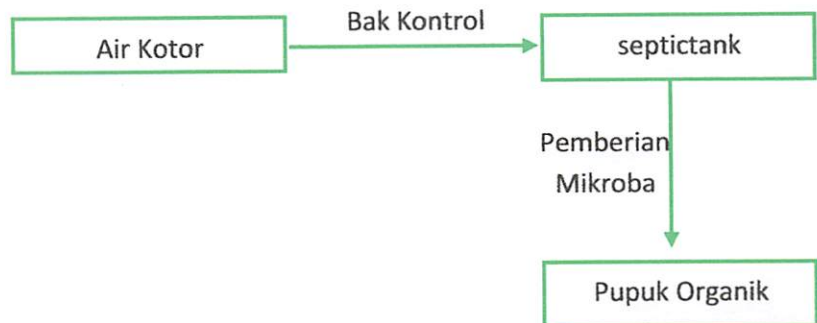 Bak Kontrol
Air Kotor
septictank
Pemberian
Mikroba
Pupuk Organik